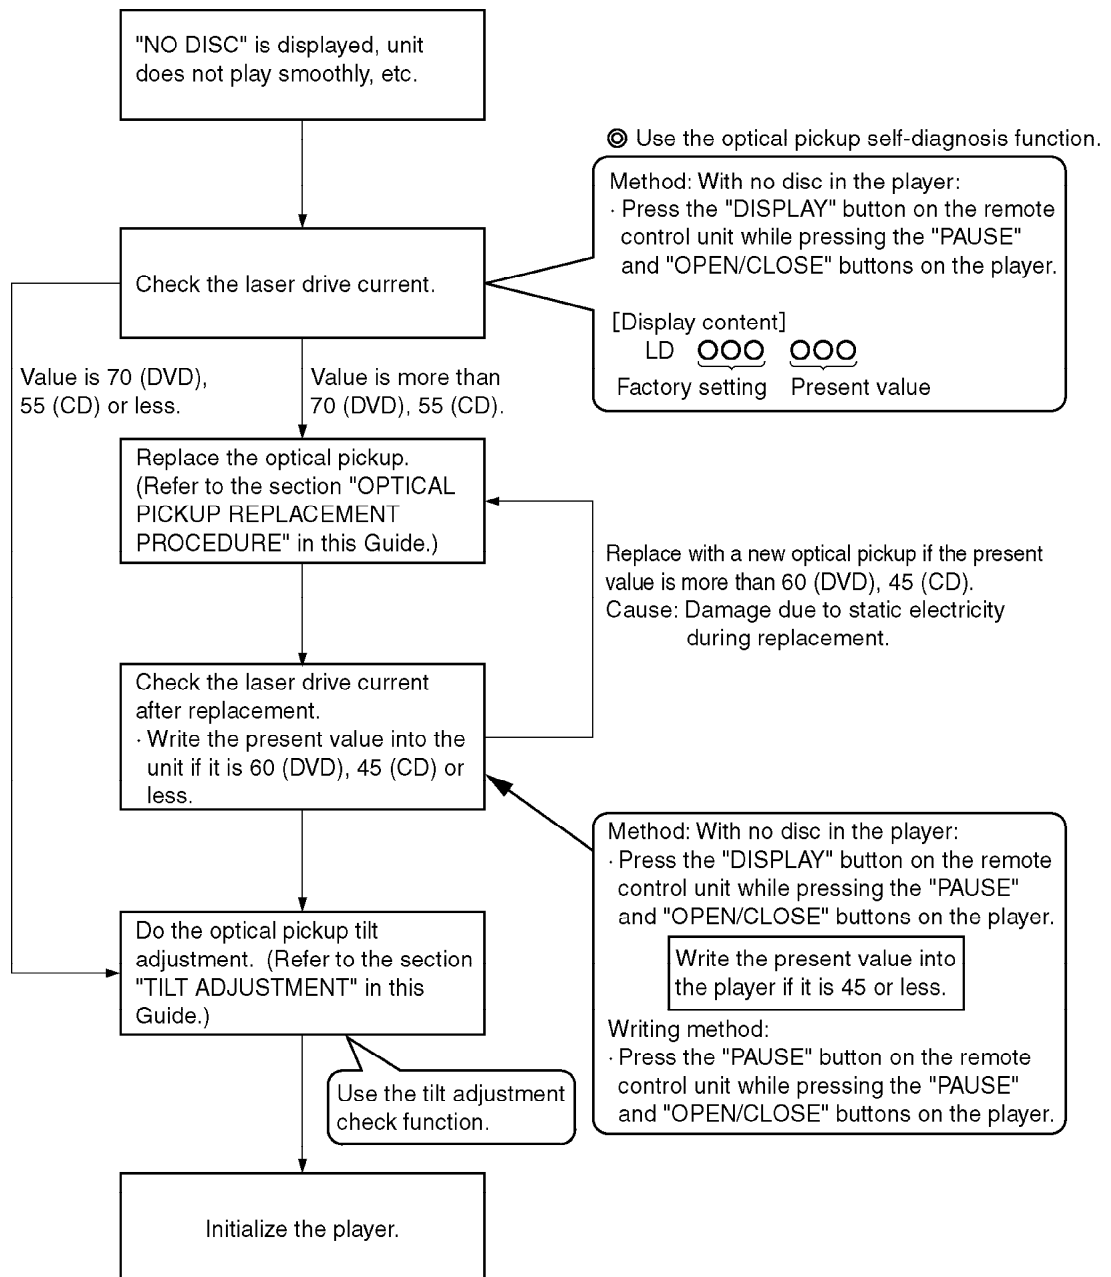 "NO DISC" is displayed, unit
does not play smoothly, etc.
◎ Use the optical pickup self-diagnosis function.
Method: With no disc in the player:
· Press the "DISPLAY" button on the remote
control unit while pressing the "PAUSE"
and "OPEN/CLOSE" buttons on the player.
[Display content]
LD OOO OOO
Factory setting Present value
Check the laser drive current.
Value is 70 (DVD),
55 (CD) or less.
Value is more than
70 (DVD), 55 (CD).
Replace the optical pickup.
(Refer to the section "OPTICAL
PICKUP REPLACEMENT
PROCEDURE" in this Guide.)
Replace with a new optical pickup if the present
value is more than 60 (DVD), 45 (CD).
Cause: Damage due to static electricity
during replacement.
Check the laser drive current
after replacement.
· Write the present value into the
unit if it is 60 (DVD), 45 (CD) or
less.
Method: With no disc in the player:
· Press the "DISPLAY" button on the remote
control unit while pressing the "PAUSE"
and "OPEN/CLOSE" buttons on the player.
Write the present value into
the player if it is 45 or less.
Writing method:
· Press the "PAUSE" button on the remote
control unit while pressing the "PAUSE"
and "OPEN/CLOSE" buttons on the player.
Do the optical pickup tilt
adjustment. (Refer to the section
"TILT ADJUSTMENT" in this
Guide.)
Use the tilt adjustment
check function.
Initialize the player.